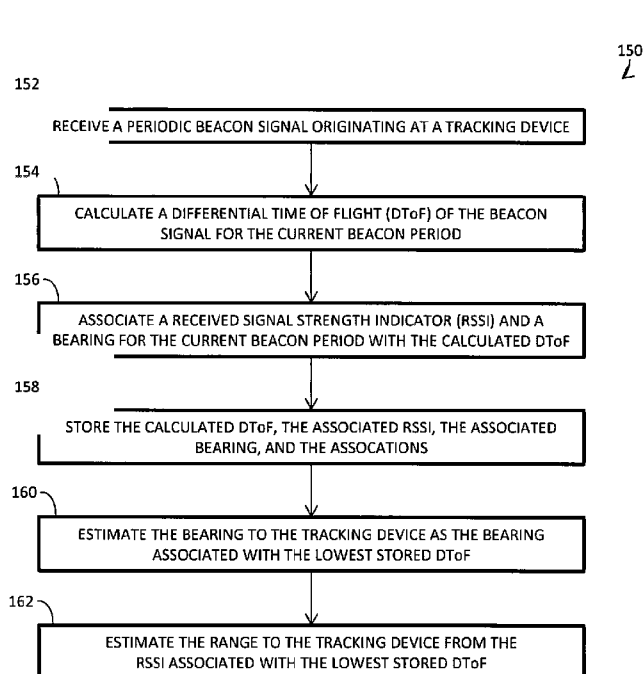 150
152
RECEIVE A PERIODIC BEACON SIGNAL ORIGINATING AT A TRACKING DEVICE
154
CALCULATE A DIFFERENTIAL TIME OF FLIGHT (DToF) OF THE BEACON
SIGNAL FOR THE CURRENT BEACON PERIOD
156
ASSOCIATE A RECEIVED SIGNAL STRENGTH INDICATOR (RSSI) AND A
BEARING FOR THE CURRENT BEACON PERIOD WITH THE CALCULATED DToF
158
STORE THE CALCULATED DToF, THE ASSOCIATED RSSI, THE ASSOCIATED
BEARING, AND THE ASSOCATIONS
160
ESTIMATE THE BEARING TO THE TRACKING DEVICE AS THE BEARING
ASSOCIATED WITH THE LOWEST STORED DToF
162
ESTIMATE THE RANGE TO THE TRACKING DEVICE FROM THE
RSSI ASSOCIATED WITH THE LOWEST STORED DToF